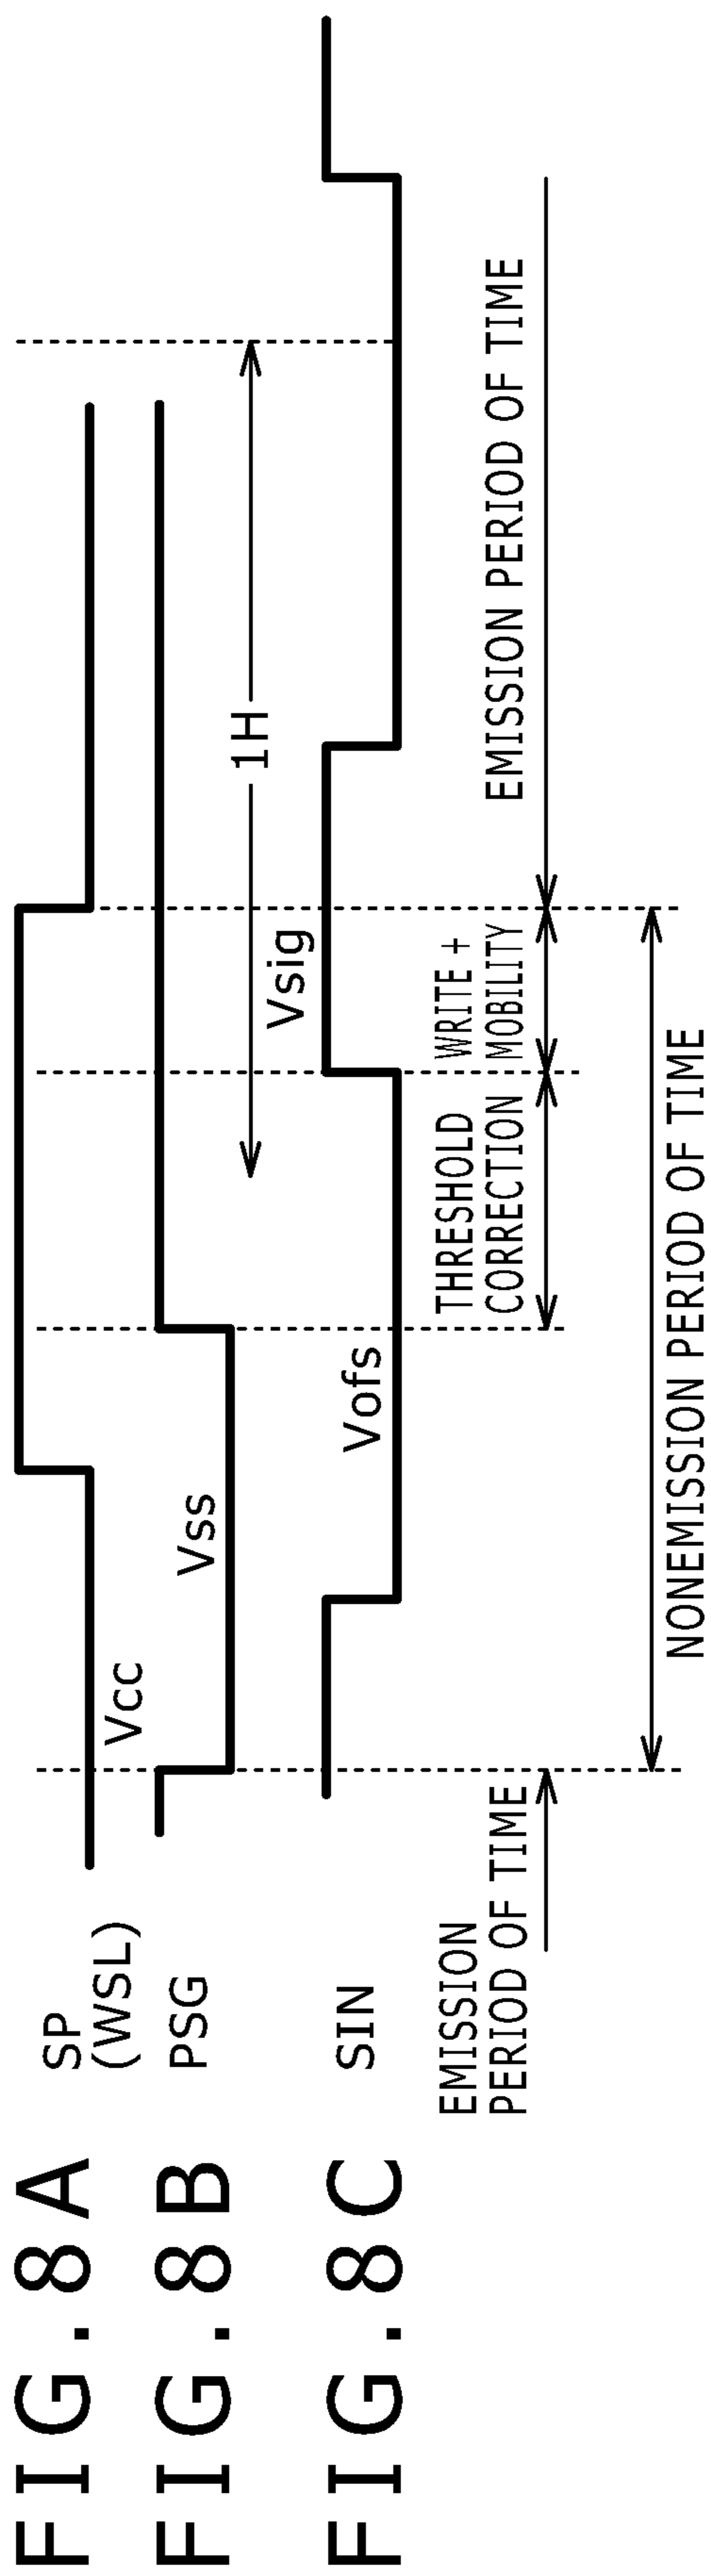 FIG.8A
SP
(WSL)
Vcc
FIG.8B
PSG
Vss
1H
FIG.8C
SIN
Vofs
Vsig
EMISSION
PERIOD OF TIME
THRESHOLD
CORRECTION
WRITE +
MOBILITY
EMISSION PERIOD OF TIME
NONEMISSION PERIOD OF TIME